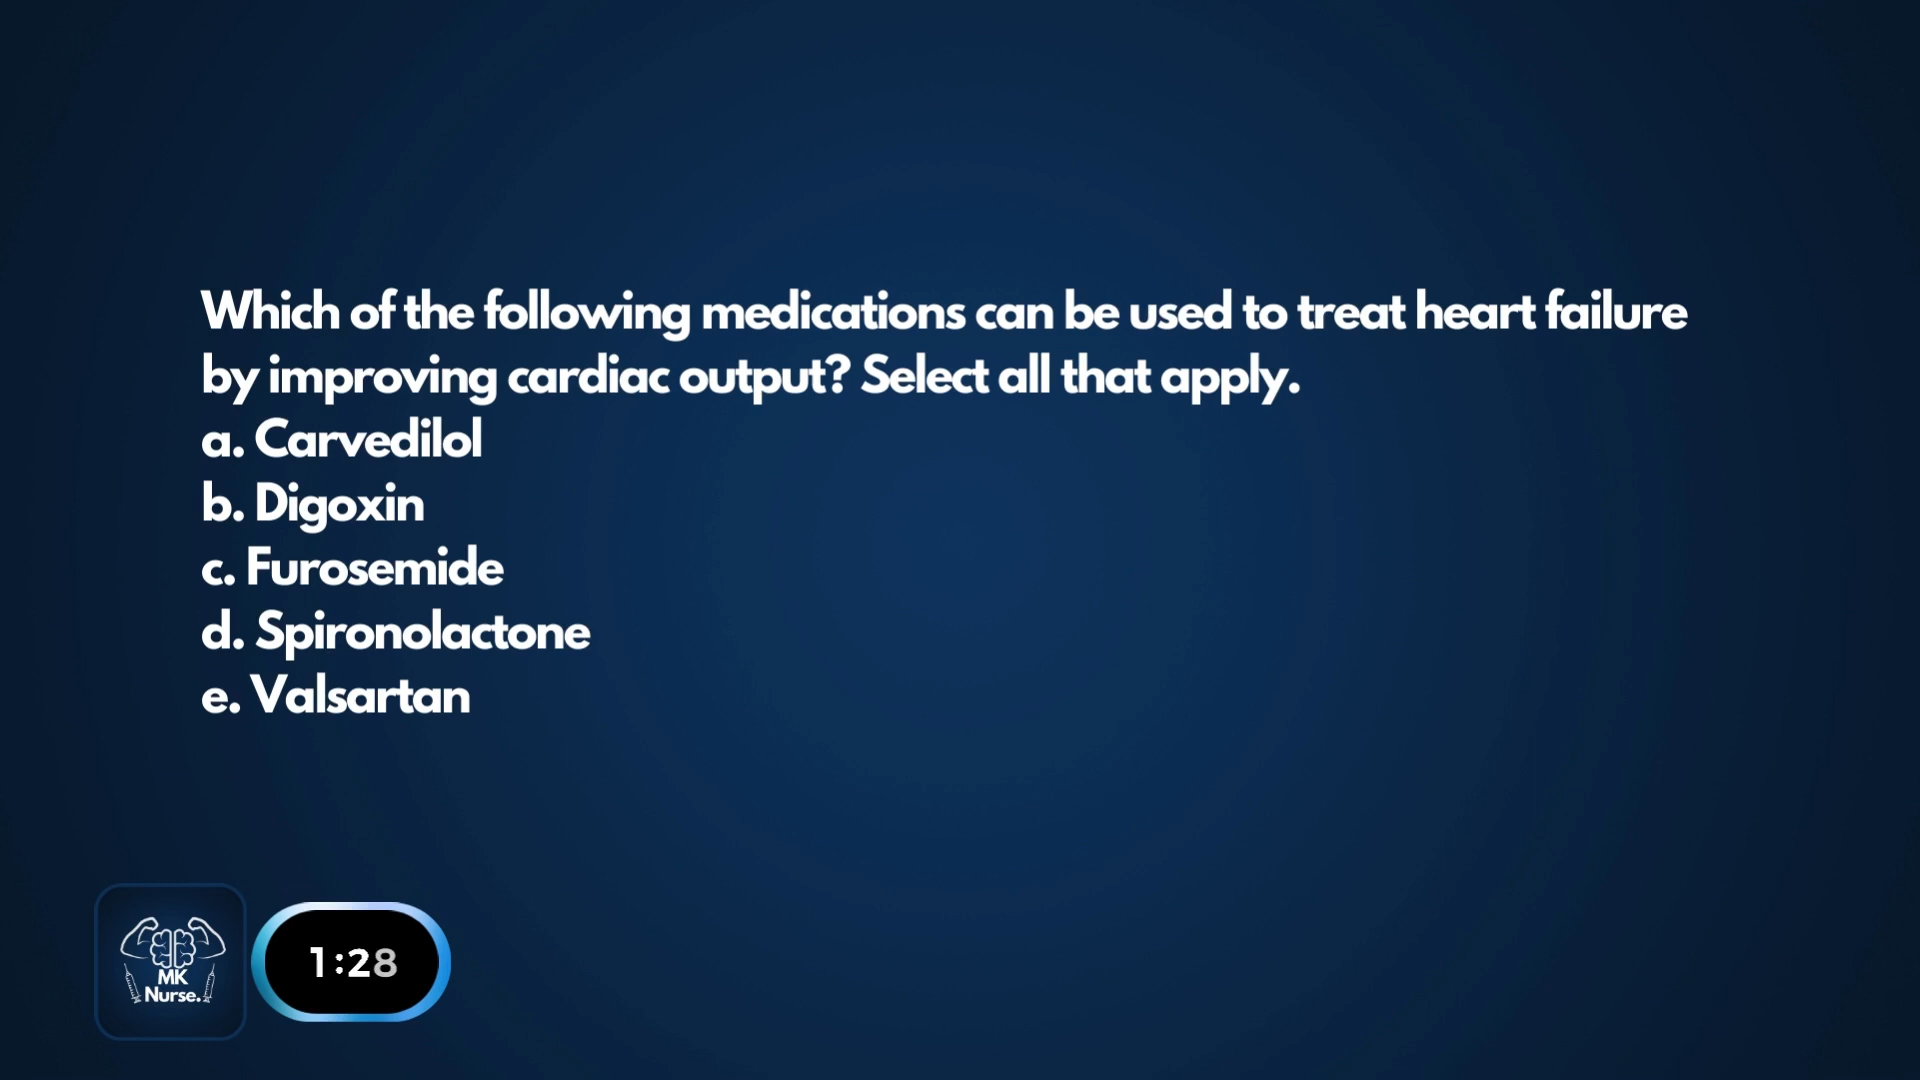 Which of the following medications can be used to treat heart failure
by improving cardiac output? Select all that apply.
a. Carvedilol
b. Digoxin
c. Furosemide
d. Spironolactone
e. Valsartan
MK
Nurse.
1:28